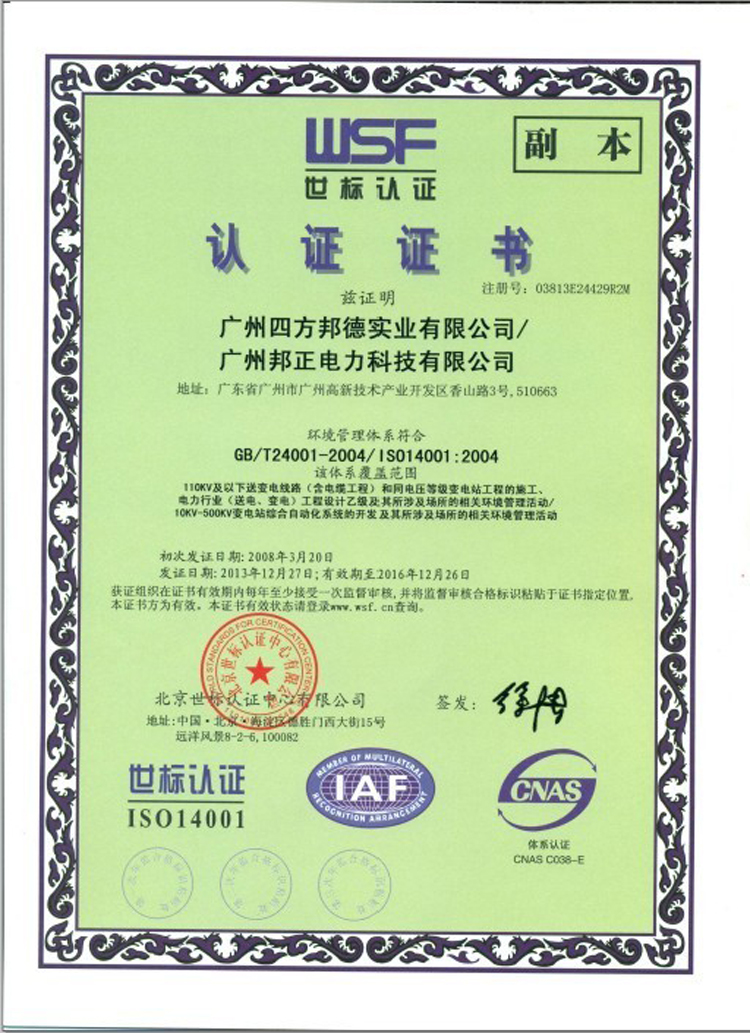 WSF
世标认证
副 本
认证证书
注册号：03813E24429R2M
兹证明
广州四方邦德实业有限公司/
广州邦正电力科技有限公司
地址：广东省广州市广州高新技术产业开发区香山路3号,510663
环境管理体系符合
GB/T24001-2004/ISO14001:2004
该体系覆盖范围
110KV及以下送变电线路（含电缆工程）和同电压等级变电站工程的施工、
电力行业（送电、变电）工程设计乙级及其所涉及场所的相关环境管理活动/
10KV-500KV变电站综合自动化系统的开发及其所涉及场所的相关环境管理活动
初次发证日期：2008年3月20日
发证日期：2013年12月27日；有效期至2016年12月26日
获证组织在证书有效期内每年至少接受一次监督审核,并将监督审核合格标识粘贴于证书指定位置,
本证书方为有效。本证书有效状态请登录www.wsf.cn查询。
WORLD STANDARDS FOR CERTIFICATION CENTER INC.
北京世标认证中心有限公司
北京世标认证中心有限公司
签发：
地址:中国·北京·海淀区德胜门西大街15号
远洋风景8-2-6,100082
世标认证
ISO14001
MEMBER OF MULTILATERAL
IAF
RECOGNITION ARRANGEMENT
CNAS
体系认证
CNAS C038-E